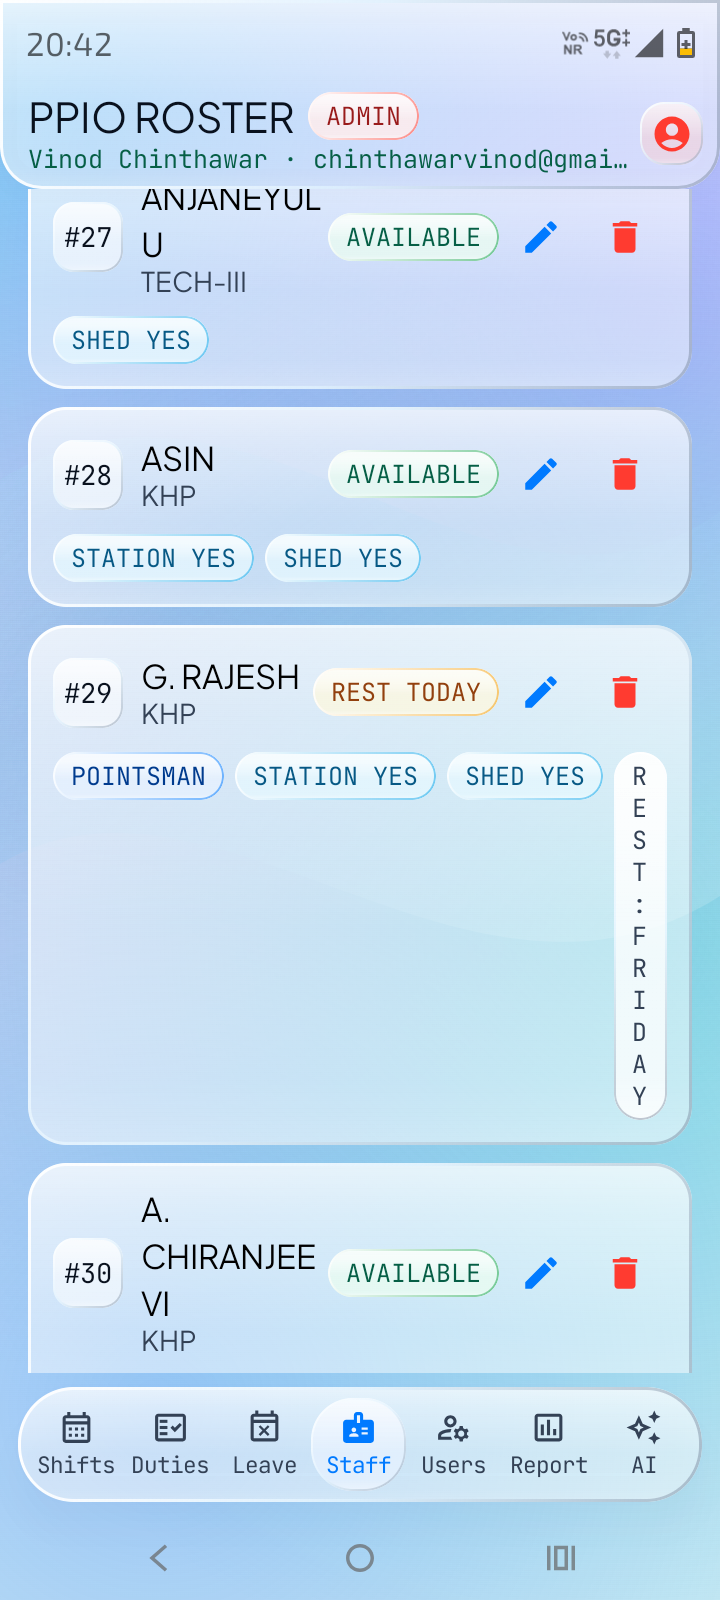 20:42
Vo NR 5G
PPIO ROSTER ADMIN
Vinod Chinthawar · chinthawarvinod@gmai…
#27 ANJANEYUL
U
AVAILABLE
TECH-III
SHED YES
#28 ASIN AVAILABLE
KHP
STATION YES SHED YES
#29 G. RAJESH REST TODAY
KHP
POINTSMAN STATION YES SHED YES
R
E
S
T
:
F
R
I
D
A
Y
A.
#30 CHIRANJEE AVAILABLE
VI
KHP
Shifts Duties Leave Staff Users Report AI